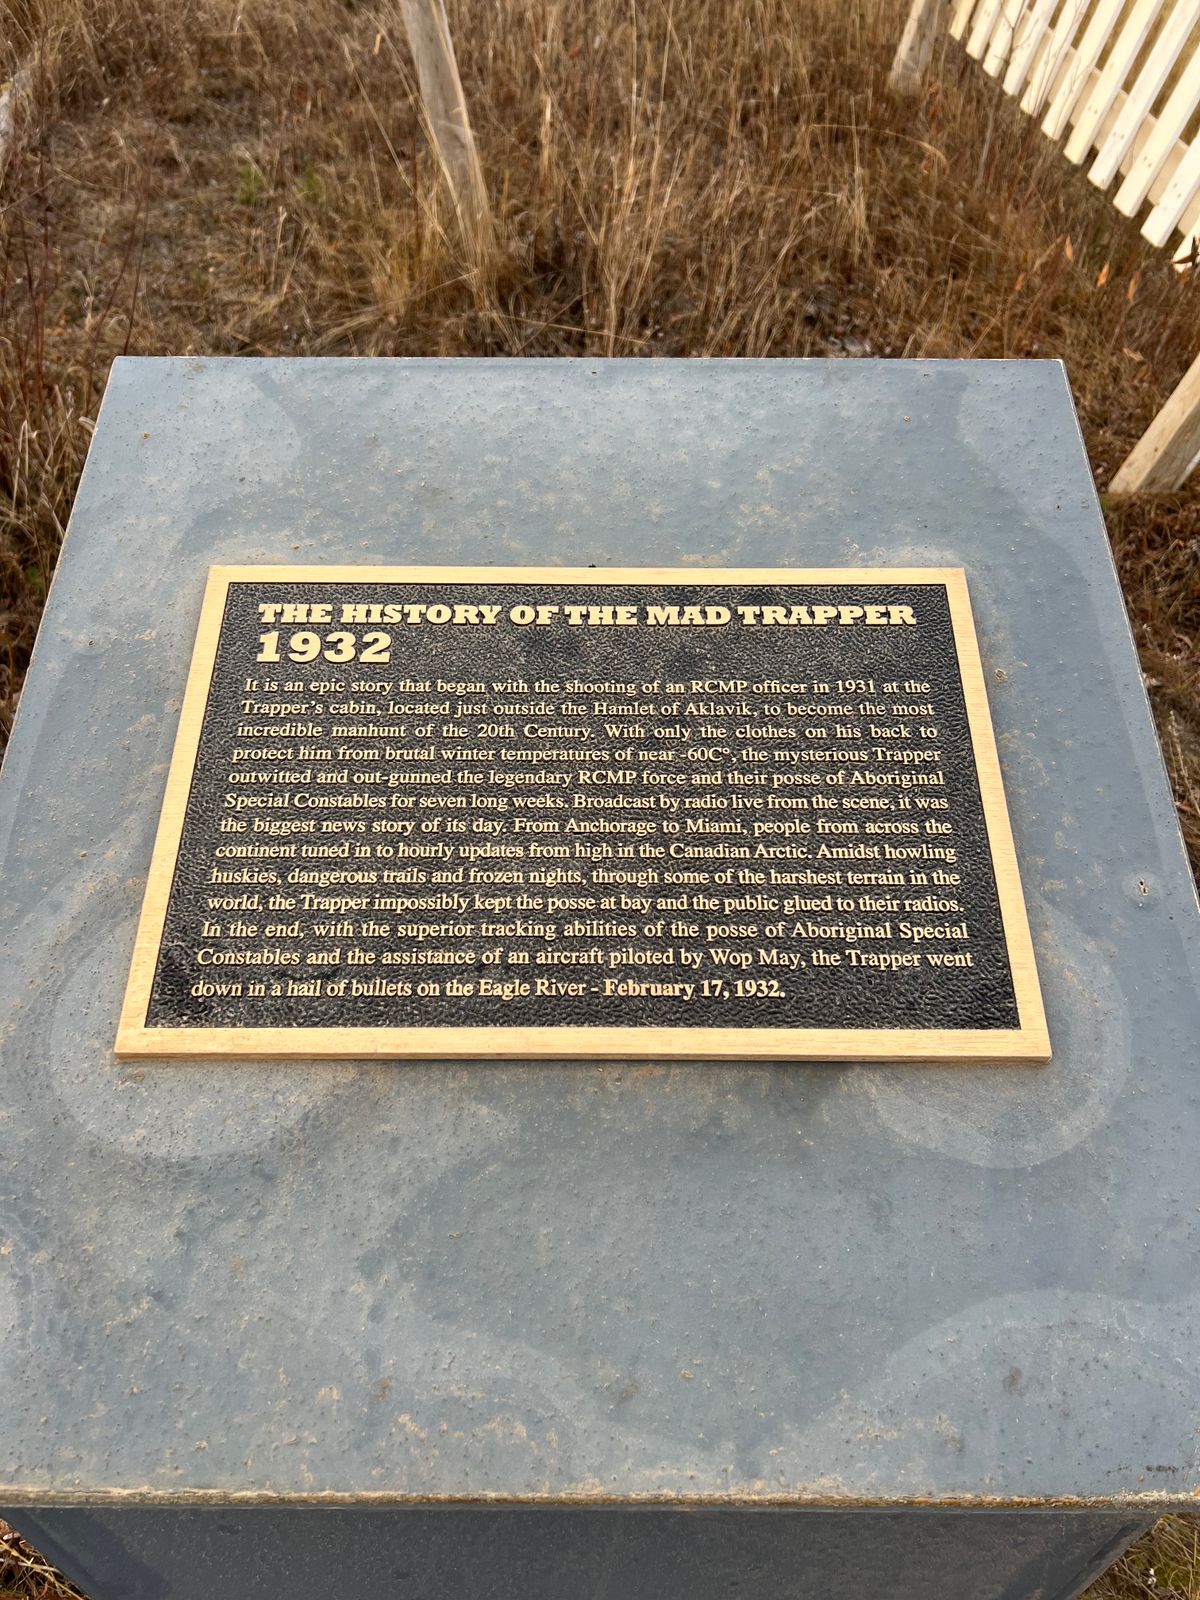 THE HISTORY OF THE MAD TRAPPER
1932
It is an epic story that began with the shooting of an RCMP officer in 1931 at the
Trapper's cabin, located just outside the Hamlet of Aklavik, to become the most
incredible manhunt of the 20th Century. With only the clothes on his back to
protect him from brutal winter temperatures of near -60C°, the mysterious Trapper
outwitted and out-gunned the legendary RCMP force and their posse of Aboriginal
Special Constables for seven long weeks. Broadcast by radio live from the scene, it was
the biggest news story of its day. From Anchorage to Miami, people from across the
continent tuned in to hourly updates from high in the Canadian Arctic. Amidst howling
huskies, dangerous trails and frozen nights, through some of the harshest terrain in the
world, the Trapper impossibly kept the posse at bay and the public glued to their radios.
In the end, with the superior tracking abilities of the posse of Aboriginal Special
Constables and the assistance of an aircraft piloted by Wop May, the Trapper went
down in a hail of bullets on the Eagle River - February 17, 1932.